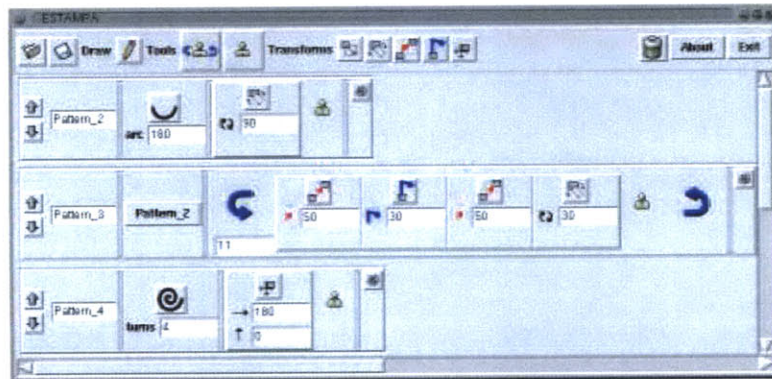 ESTAMPA
Draw Tools Transforms About Exit
Pattern_2 arc 180 90
Pattern_3 Pattern_2 11 50 30 50 30
Pattern_4 turns 4 180 0